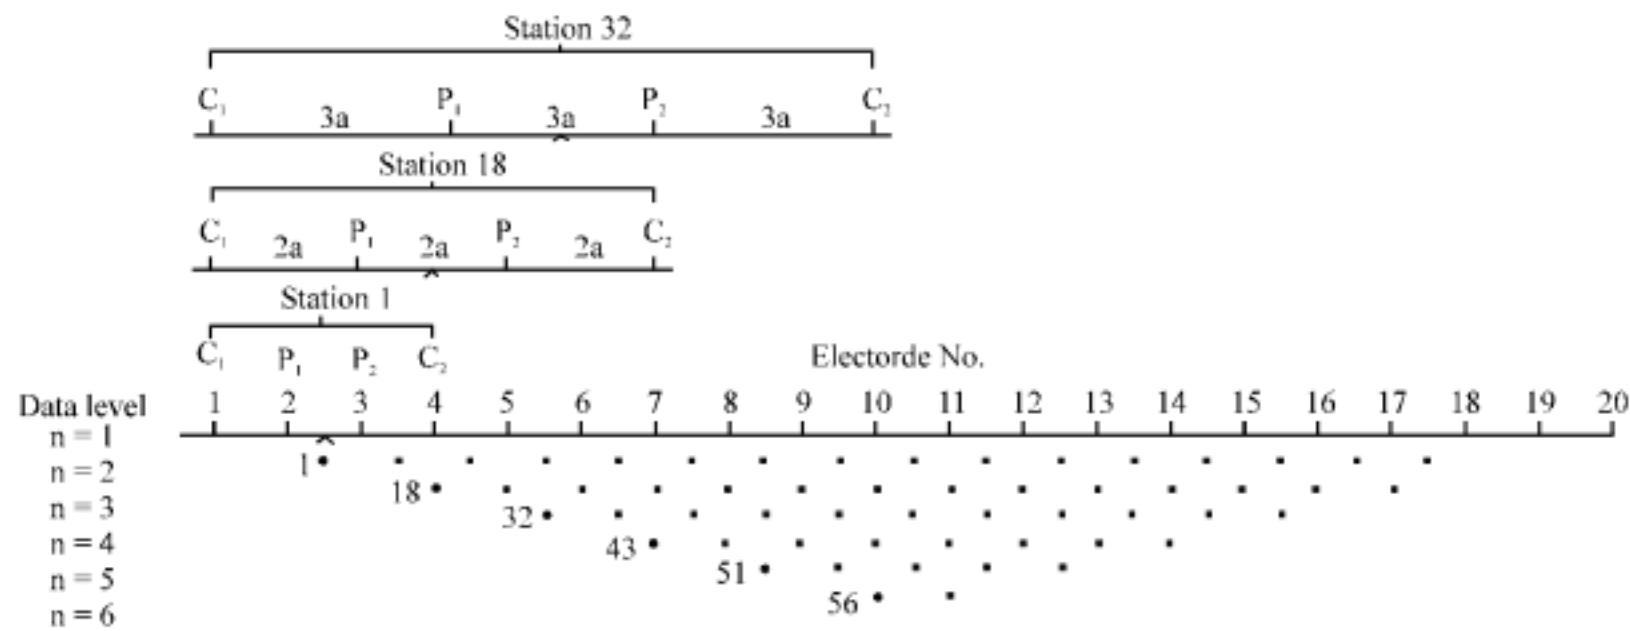 Station 32
C₁ 3a P₁ 3a P₂ 3a C₂
Station 18
C₁ 2a P₁ 2a P₂ 2a C₂
Station 1
C₁ P₁ P₂ C₂
Electorde No.
Data level 1 2 3 4 5 6 7 8 9 10 11 12 13 14 15 16 17 18 19 20
n = 1
1
n = 2
18
n = 3
32
n = 4
43
n = 5
51
n = 6
56